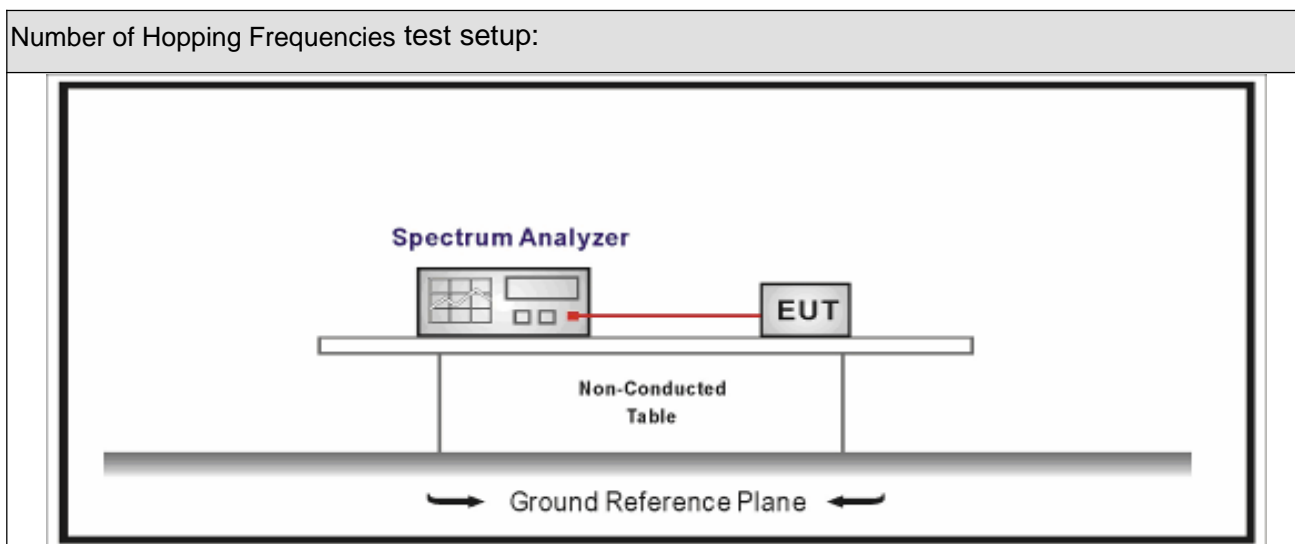 Number of Hopping Frequencies test setup:
Spectrum Analyzer
EUT
Non-Conducted
Table
Ground Reference Plane